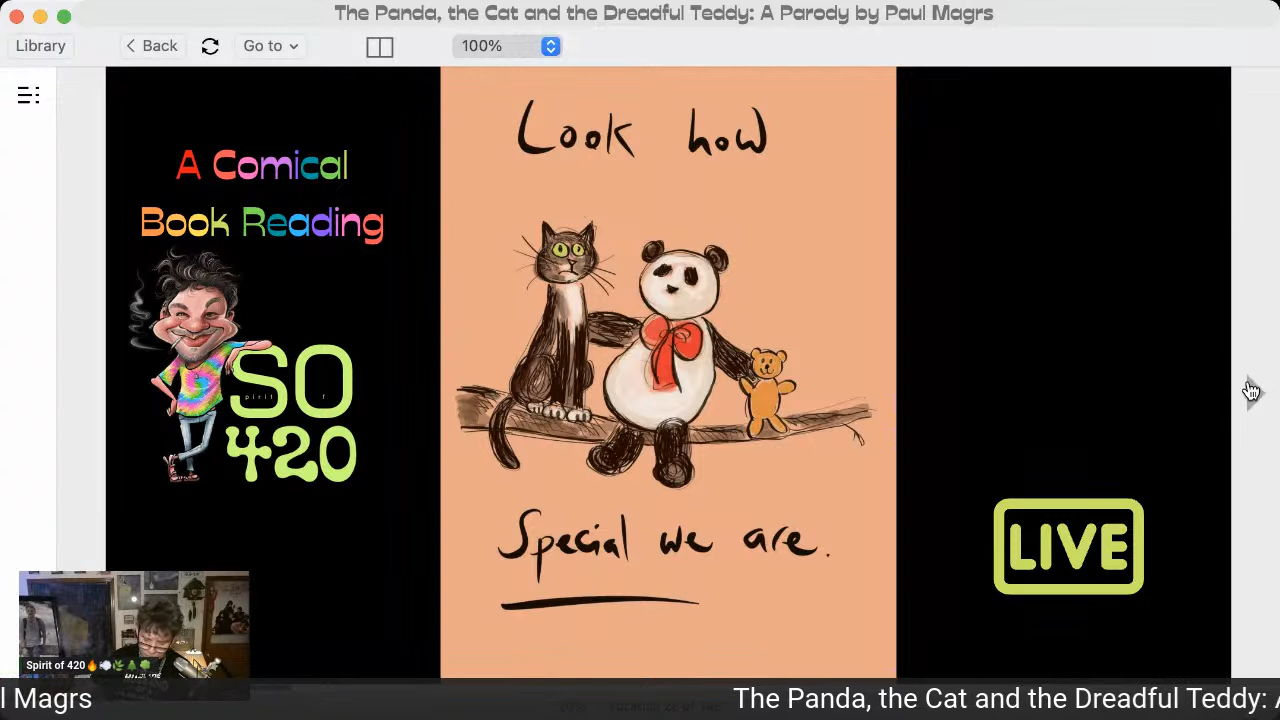 The Panda, the Cat and the Dreadful Teddy: A Parody by Paul Magrs
Library
Back
Go to
100%
A Comical
Book Reading
SO
pirit f
420
Look how
Special we are.
LIVE
Spirit of 420
l Magrs
The Panda, the Cat and the Dreadful Teddy: